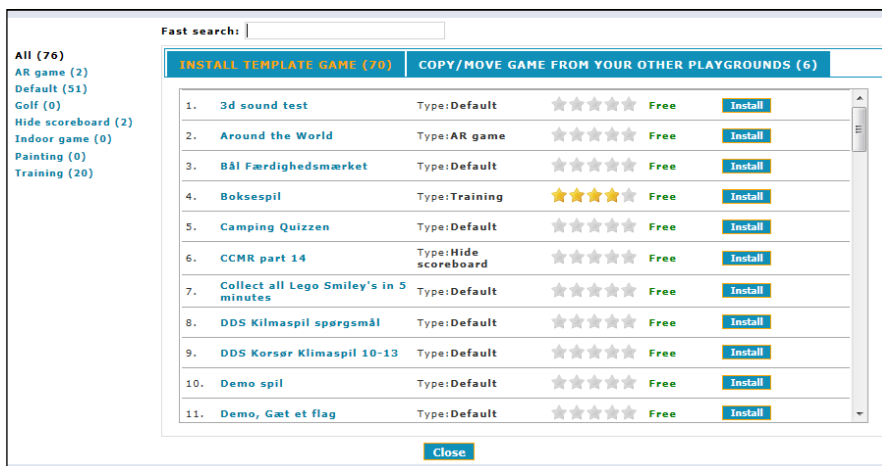 Fast search:
All (76)
AR game (2)
Default (51)
Golf (0)
Hide scoreboard (2)
Indoor game (0)
Painting (0)
Training (20)
INSTALL TEMPLATE GAME (70) COPY/MOVE GAME FROM YOUR OTHER PLAYGROUNDS (6)
1. 3d sound test Type:Default Free Install
2. Around the World Type:AR game Free Install
3. Bål Færdighedsmærket Type:Default Free Install
4. Boksespil Type:Training Free Install
5. Camping Quizzen Type:Default Free Install
6. CCMR part 14 Type:Hide scoreboard Free Install
7. Collect all Lego Smiley's in 5 minutes Type:Default Free Install
8. DDS Kilmaspil spørgsmål Type:Default Free Install
9. DDS Korsør Klimaspil 10-13 Type:Default Free Install
10. Demo spil Type:Default Free Install
11. Demo, Gæt et flag Type:Default Free Install
Close